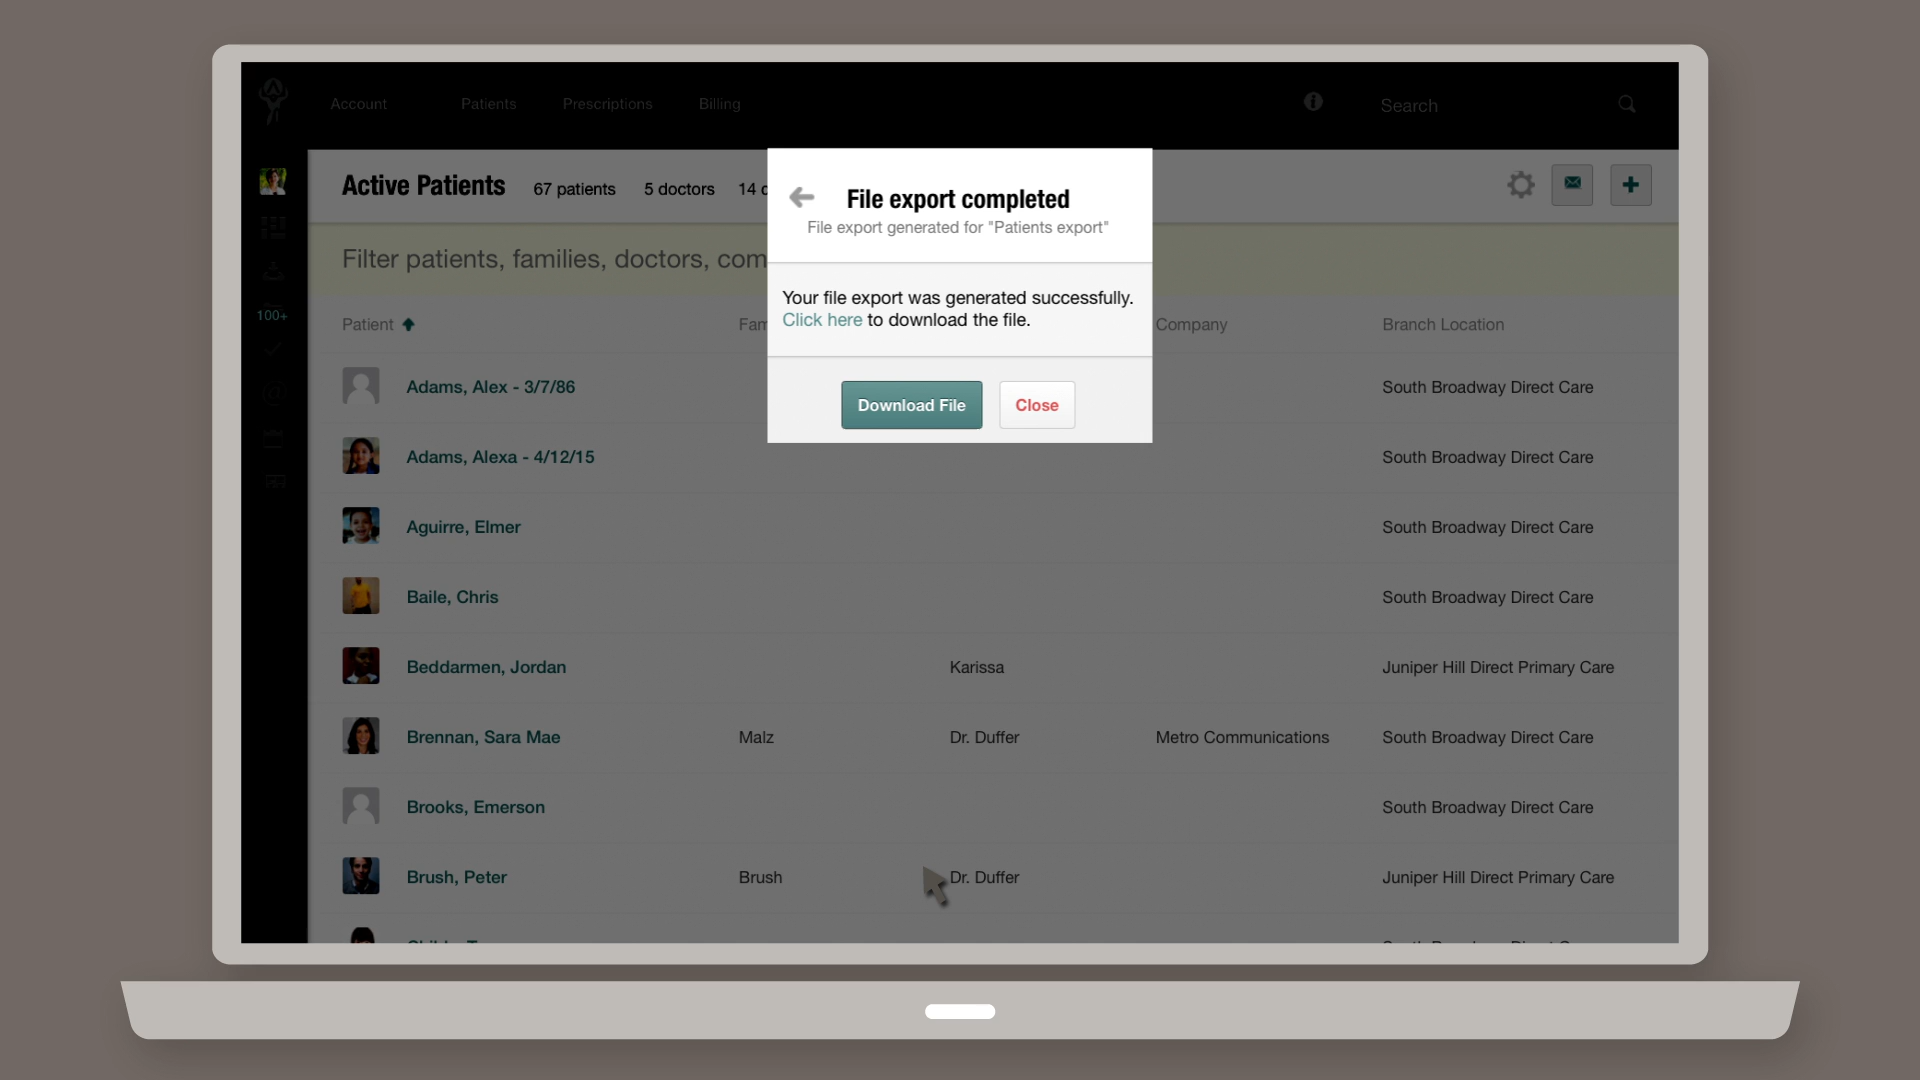 Account Patients Prescriptions Billing Search
Active Patients 67 patients 5 doctors 14
File export completed
File export generated for "Patients export"
Filter patients, families, doctors, com
Your file export was generated successfully.
Click here to download the file.
100+
Patient Fam Company Branch Location
Download File Close
Adams, Alex - 3/7/86 South Broadway Direct Care
Adams, Alexa - 4/12/15 South Broadway Direct Care
Aguirre, Elmer South Broadway Direct Care
Baile, Chris South Broadway Direct Care
Beddarmen, Jordan Karissa Juniper Hill Direct Primary Care
Brennan, Sara Mae Malz Dr. Duffer Metro Communications South Broadway Direct Care
Brooks, Emerson South Broadway Direct Care
Brush, Peter Brush Dr. Duffer Juniper Hill Direct Primary Care